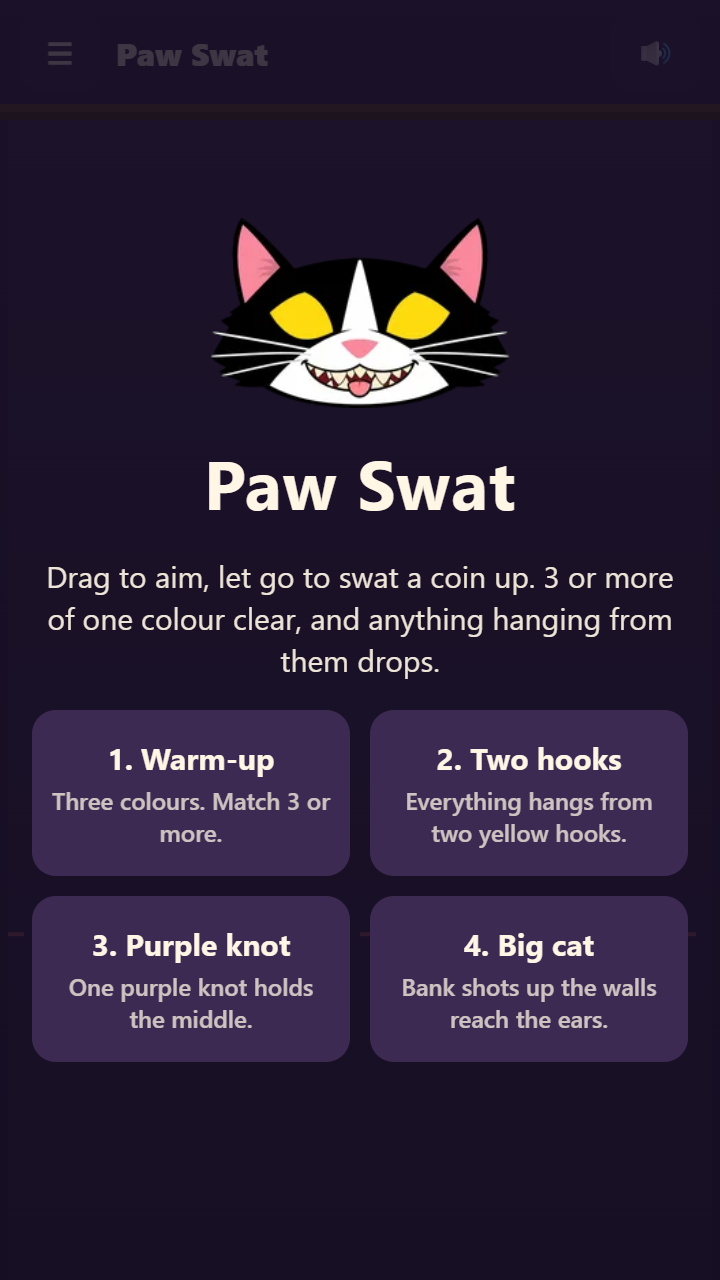 Paw Swat
Paw Swat
Drag to aim, let go to swat a coin up. 3 or more
of one colour clear, and anything hanging from
them drops.
1. Warm-up
Three colours. Match 3 or
more.
2. Two hooks
Everything hangs from
two yellow hooks.
3. Purple knot
One purple knot holds
the middle.
4. Big cat
Bank shots up the walls
reach the ears.